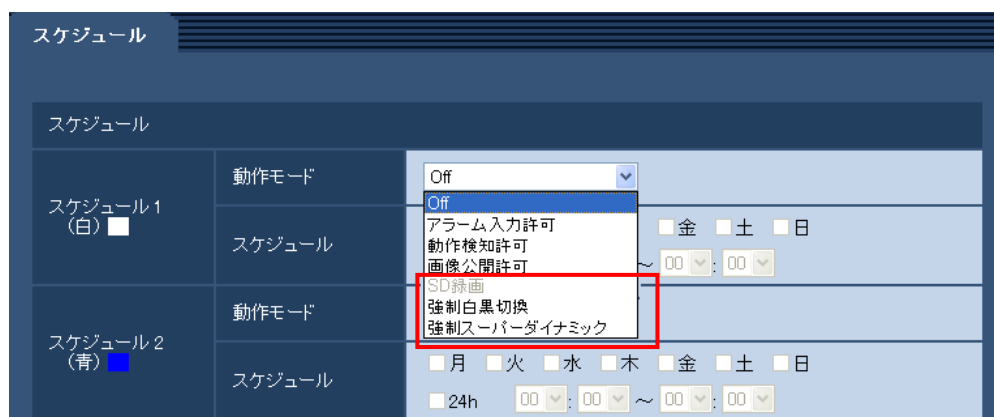 スケジュール
スケジュール
スケジュール1
(白)
動作モード
Off
Off
アラーム入力許可
動作検知許可
画像公開許可
SD録画
強制白黒切換
強制スーパーダイナミック
スケジュール
金 土 日
~ 00 : 00
スケジュール2
(青)
動作モード
スケジュール
月 火 水 木 金 土 日
24h 00 : 00 ~ 00 : 00